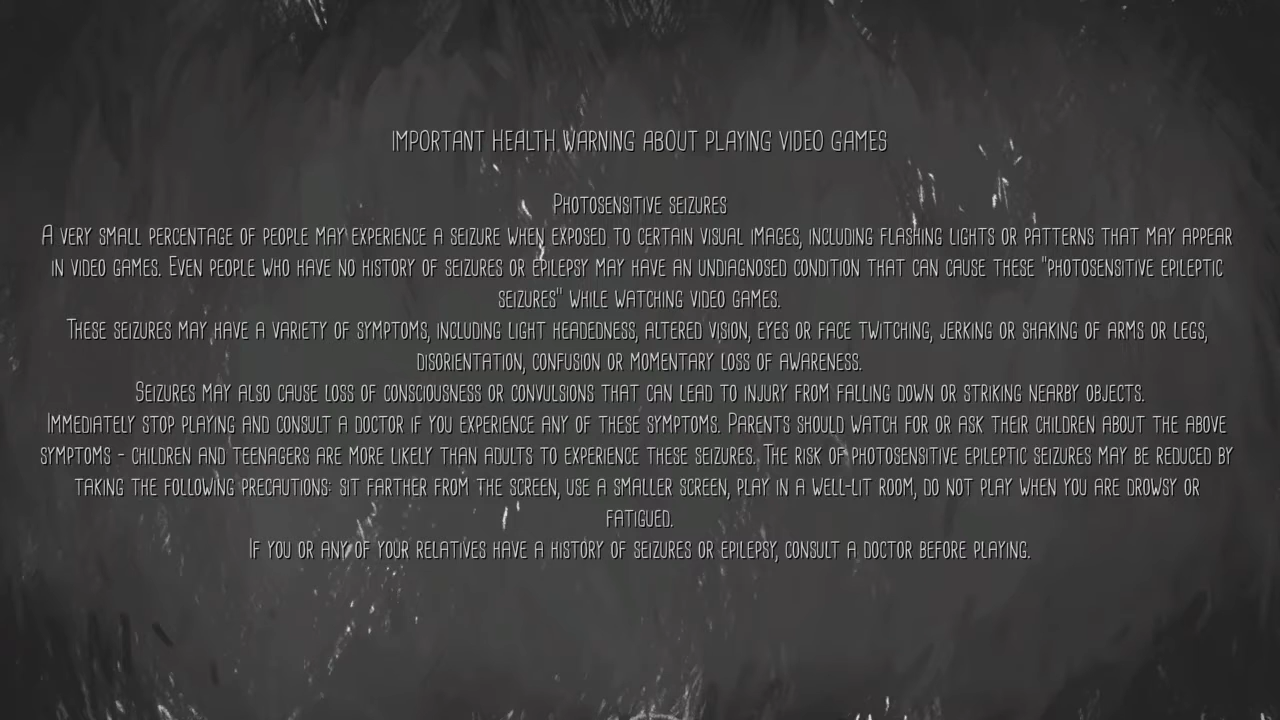 IMPORTANT HEALTH WARNING ABOUT PLAYING VIDEO GAMES
PHOTOSENSITIVE SEIZURES
A VERY SMALL PERCENTAGE OF PEOPLE MAY EXPERIENCE A SEIZURE WHEN EXPOSED TO CERTAIN VISUAL IMAGES, INCLUDING FLASHING LIGHTS OR PATTERNS THAT MAY APPEAR
IN VIDEO GAMES. EVEN PEOPLE WHO HAVE NO HISTORY OF SEIZURES OR EPILEPSY MAY HAVE AN UNDIAGNOSED CONDITION THAT CAN CAUSE THESE "PHOTOSENSITIVE EPILEPTIC
SEIZURES" WHILE WATCHING VIDEO GAMES.
THESE SEIZURES MAY HAVE A VARIETY OF SYMPTOMS, INCLUDING LIGHT HEADEDNESS, ALTERED VISION, EYES OR FACE TWITCHING, JERKING OR SHAKING OF ARMS OR LEGS,
DISORIENTATION, CONFUSION OR MOMENTARY LOSS OF AWARENESS.
SEIZURES MAY ALSO CAUSE LOSS OF CONSCIOUSNESS OR CONVULSIONS THAT CAN LEAD TO INJURY FROM FALLING DOWN OR STRIKING NEARBY OBJECTS.
IMMEDIATELY STOP PLAYING AND CONSULT A DOCTOR IF YOU EXPERIENCE ANY OF THESE SYMPTOMS. PARENTS SHOULD WATCH FOR OR ASK THEIR CHILDREN ABOUT THE ABOVE
SYMPTOMS - CHILDREN AND TEENAGERS ARE MORE LIKELY THAN ADULTS TO EXPERIENCE THESE SEIZURES. THE RISK OF PHOTOSENSITIVE EPILEPTIC SEIZURES MAY BE REDUCED BY
TAKING THE FOLLOWING PRECAUTIONS: SIT FARTHER FROM THE SCREEN, USE A SMALLER SCREEN, PLAY IN A WELL-LIT ROOM, DO NOT PLAY WHEN YOU ARE DROWSY OR
FATIGUED.
IF YOU OR ANY OF YOUR RELATIVES HAVE A HISTORY OF SEIZURES OR EPILEPSY, CONSULT A DOCTOR BEFORE PLAYING.